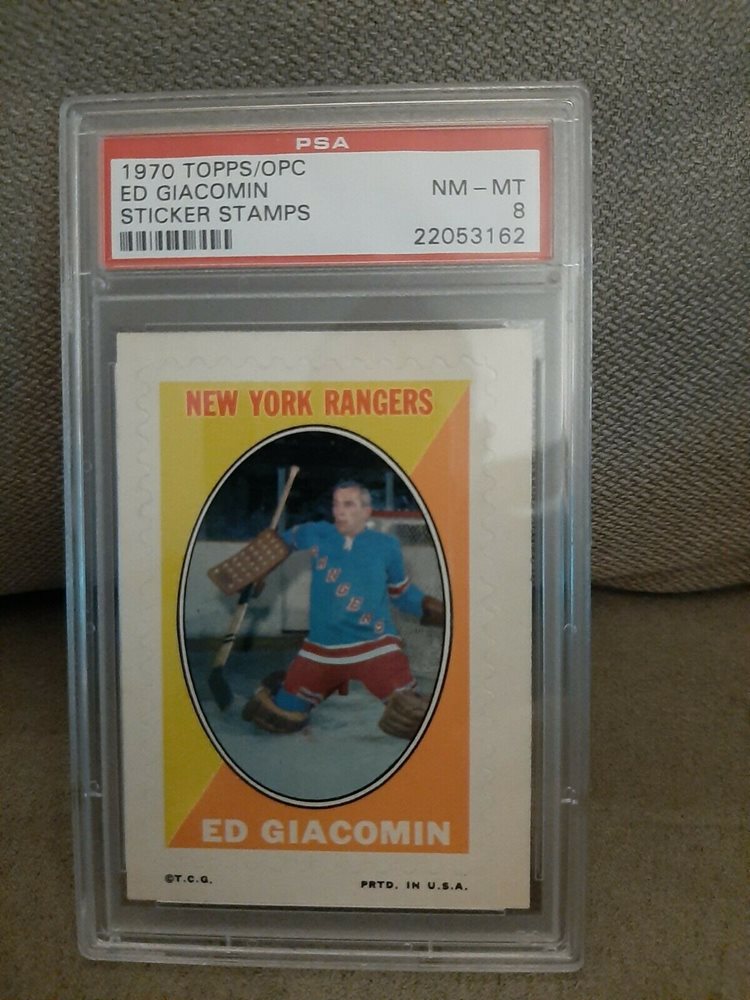 PSA
1970 TOPPS/OPC
ED GIACOMIN NM - MT
STICKER STAMPS 8
22053162
NEW YORK RANGERS
RANGERS
ED GIACOMIN
©T.C.G. PRTD. IN U.S.A.